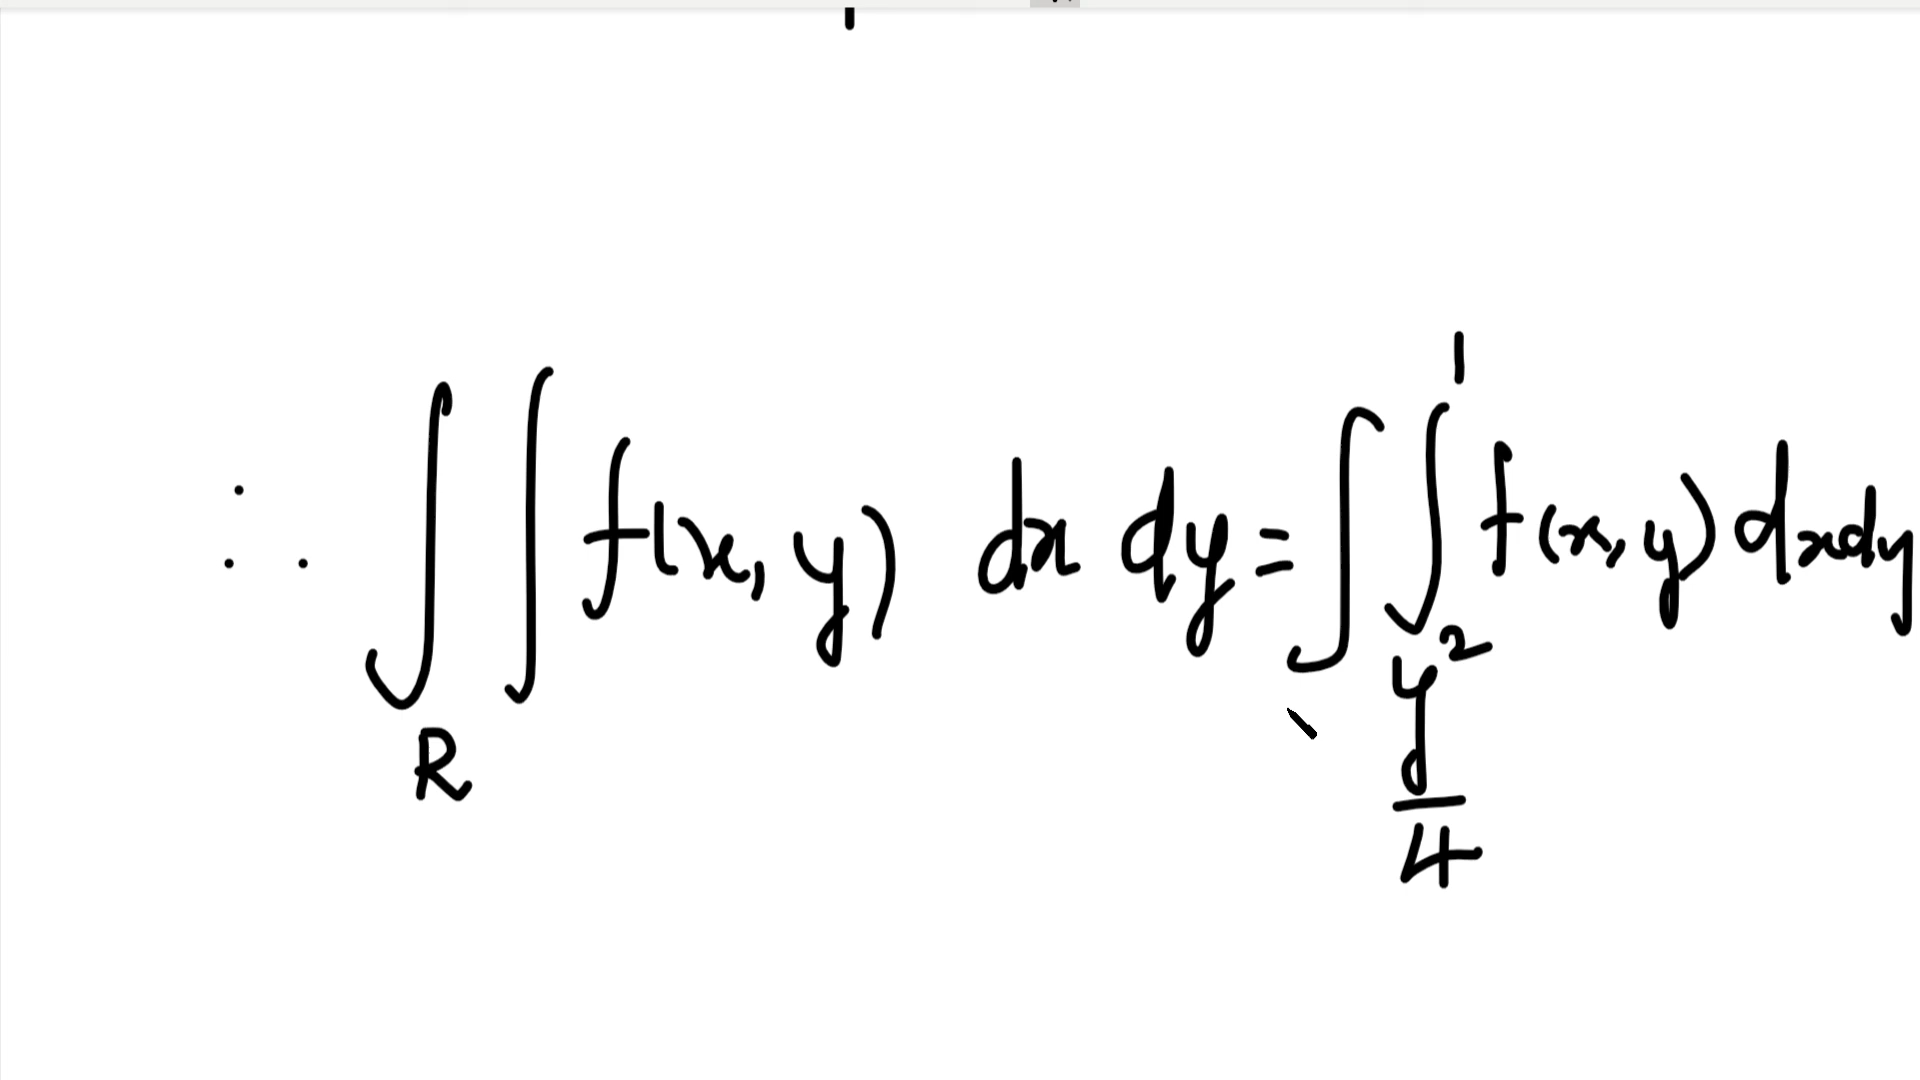 ∴ ∫∫_R f(x, y) dx dy = ∫∫_{y²/4}^{1} f(x, y) dx dy